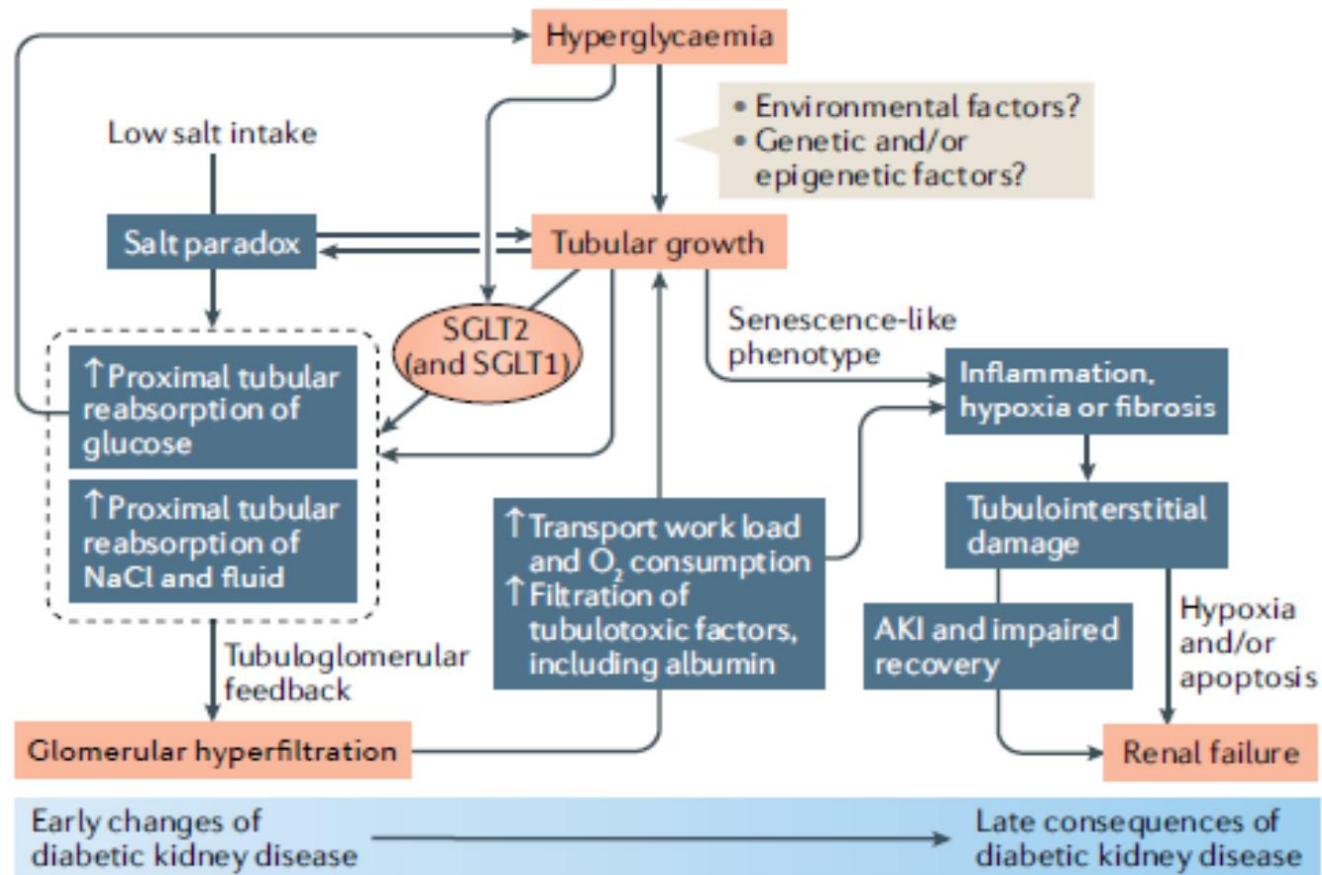 Hyperglycaemia
• Environmental factors?
• Genetic and/or
epigenetic factors?
Low salt intake
Salt paradox
Tubular growth
SGLT2
(and SGLT1)
Senescence-like
phenotype
↑Proximal tubular
reabsorption of
glucose
↑Proximal tubular
reabsorption of
NaCl and fluid
Inflammation,
hypoxia or fibrosis
↑Transport work load
and O₂ consumption
↑Filtration of
tubulotoxic factors,
including albumin
Tubulointerstitial
damage
AKI and impaired
recovery
Hypoxia
and/or
apoptosis
Tubuloglomerular
feedback
Glomerular hyperfiltration
Renal failure
Early changes of
diabetic kidney disease
Late consequences of
diabetic kidney disease